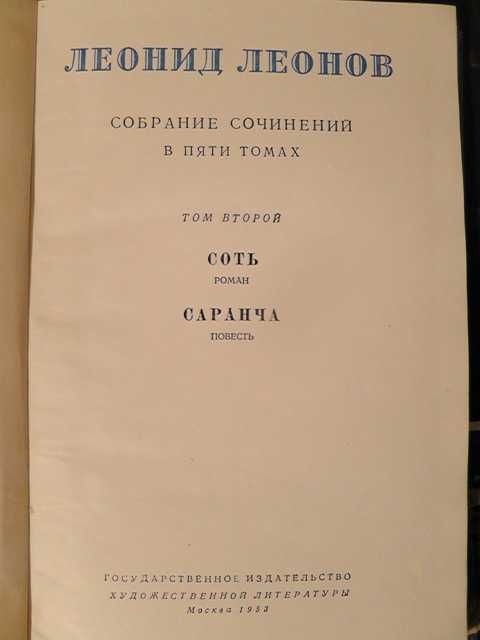 ЛЕОНИД ЛЕОНОВ
СОБРАНИЕ СОЧИНЕНИЙ
В ПЯТИ ТОМАХ
ТОМ ВТОРОЙ
СОТЬ
РОМАН
САРАНЧА
ПОВЕСТЬ
ГОСУДАРСТВЕННОЕ ИЗДАТЕЛЬСТВО
ХУДОЖЕСТВЕННОЙ ЛИТЕРАТУРЫ
Москва 1953